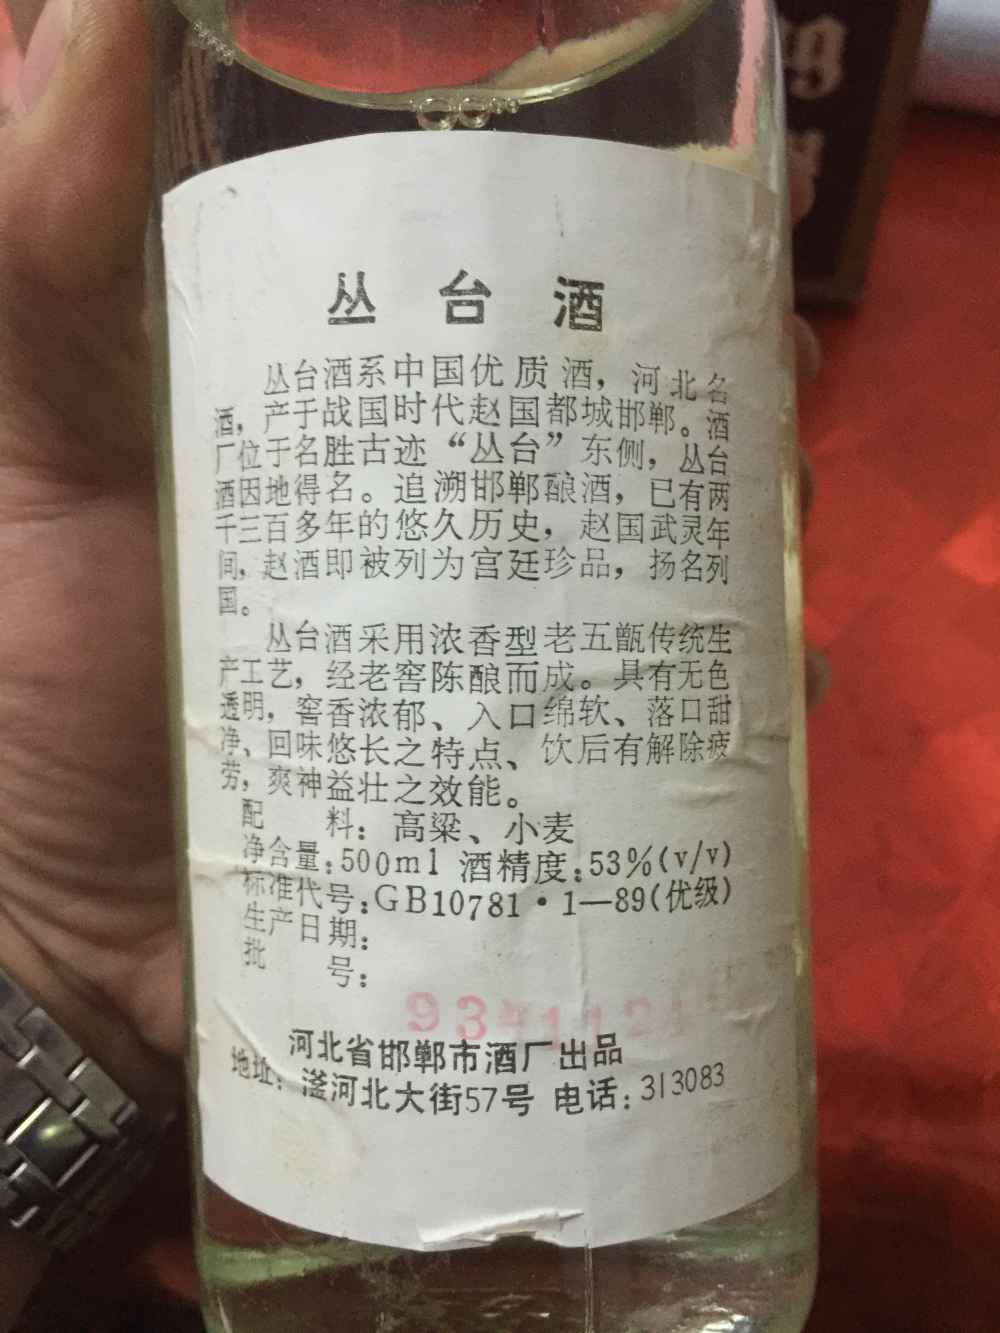 丛台酒
丛台酒系中国优质酒，河北名
酒，产于战国时代赵国都城邯郸。酒
厂位于名胜古迹“丛台”东侧，丛台
酒因地得名。追溯邯郸酿酒，已有两
千三百多年的悠久历史，赵国武灵年
间，赵酒即被列为宫廷珍品，扬名列
国。
丛台酒采用浓香型老五甑传统生
产工艺，经老窖陈酿而成。具有无色
透明，窖香浓郁、入口绵软、落口甜
净、回味悠长之特点、饮后有解除疲
劳，爽神益壮之效能。
配料：高梁、小麦
净含量：500ml 酒精度：53%(v/v)
标准代号：GB10781·1—89(优级)
生产日期：
批号：
93
河北省邯郸市酒厂出品
地址：滏河北大街57号 电话：313083